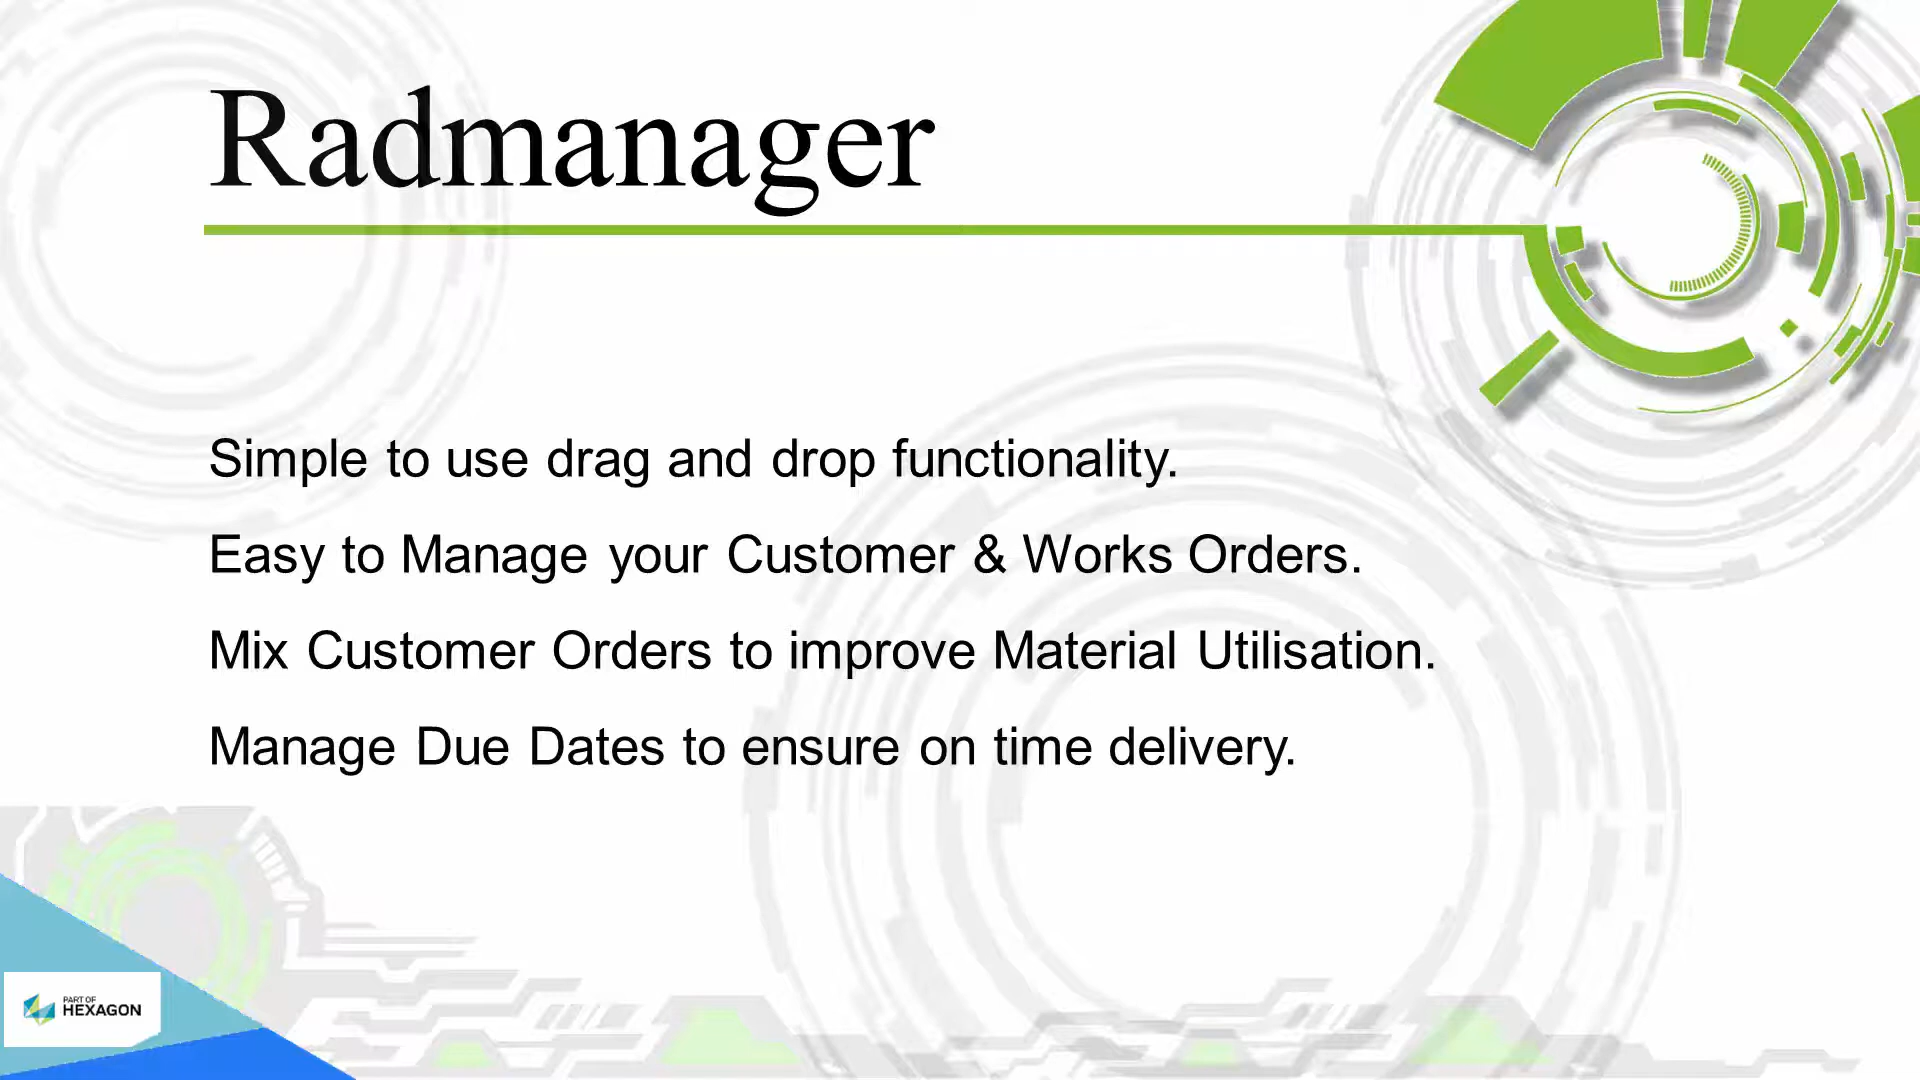 Radmanager
Simple to use drag and drop functionality.
Easy to Manage your Customer & Works Orders.
Mix Customer Orders to improve Material Utilisation.
Manage Due Dates to ensure on time delivery.
PART OF
HEXAGON